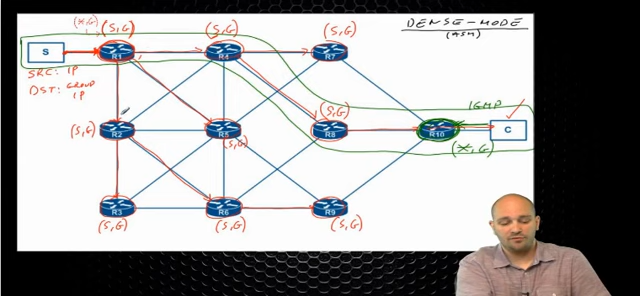 DENSE-MODE
(ASM)
(*,G)
(S,G)
(S,G)
(S,G)
S
R1
R4
R7
SRC: IP
DST: GROUP
IP
IGMP
(S,G)
(S,G)
R2
R5
R8
R10
C
(S,G)
(*,G)
R3
R6
R9
(S,G)
(S,G)
(S,G)